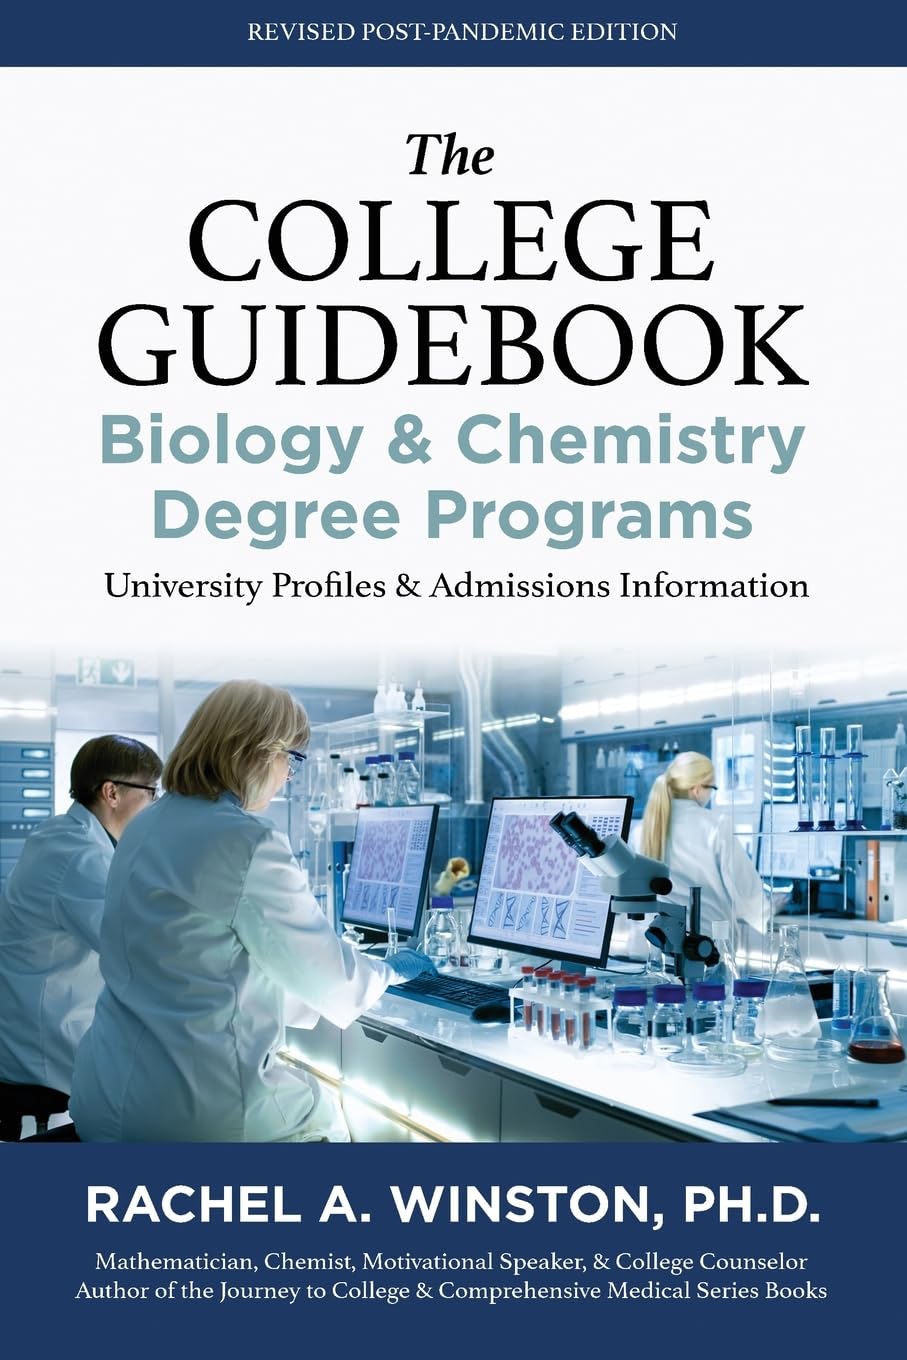 REVISED POST-PANDEMIC EDITION
The
COLLEGE
GUIDEBOOK
Biology & Chemistry
Degree Programs
University Profiles & Admissions Information
RACHEL A. WINSTON, PH.D.
Mathematician, Chemist, Motivational Speaker, & College Counselor
Author of the Journey to College & Comprehensive Medical Series Books